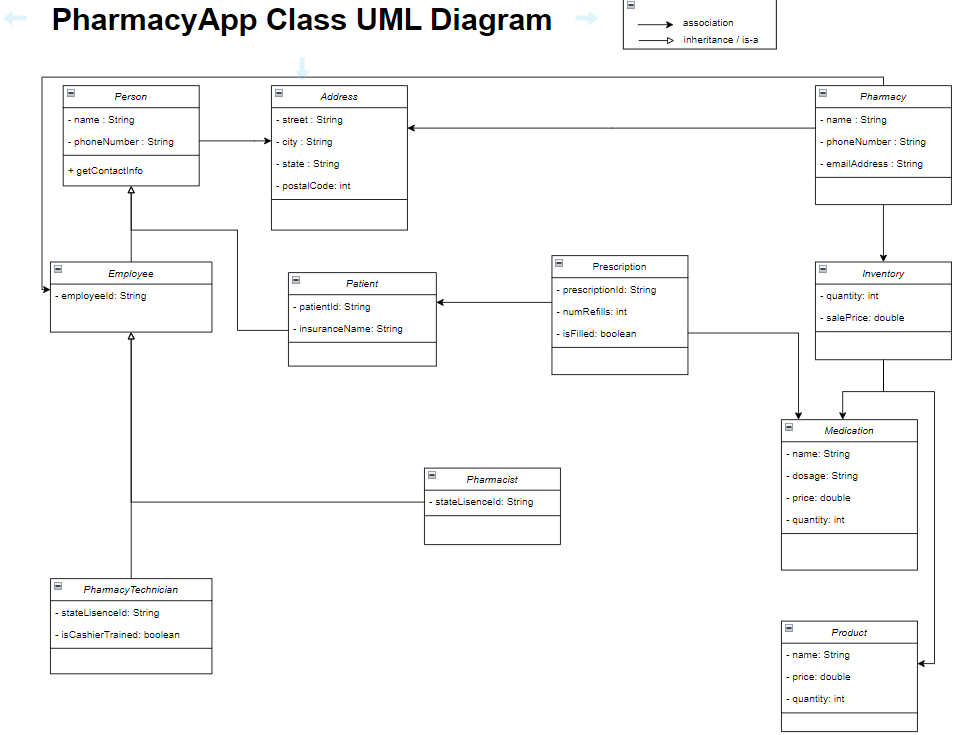 PharmacyApp Class UML Diagram
association
inheritance / is-a
Person
- name : String
- phoneNumber : String
+ getContactInfo
Address
- street : String
- city : String
- state : String
- postalCode: int
Pharmacy
- name : String
- phoneNumber : String
- emailAddress : String
Employee
- employeeId: String
Patient
- patientId: String
- insuranceName: String
Prescription
- prescriptionId: String
- numRefills: int
- isFilled: boolean
Inventory
- quantity: int
- salePrice: double
Medication
- name: String
- dosage: String
- price: double
- quantity: int
Pharmacist
- stateLisenceId: String
PharmacyTechnician
- stateLisenceId: String
- isCashierTrained: boolean
Product
- name: String
- price: double
- quantity: int